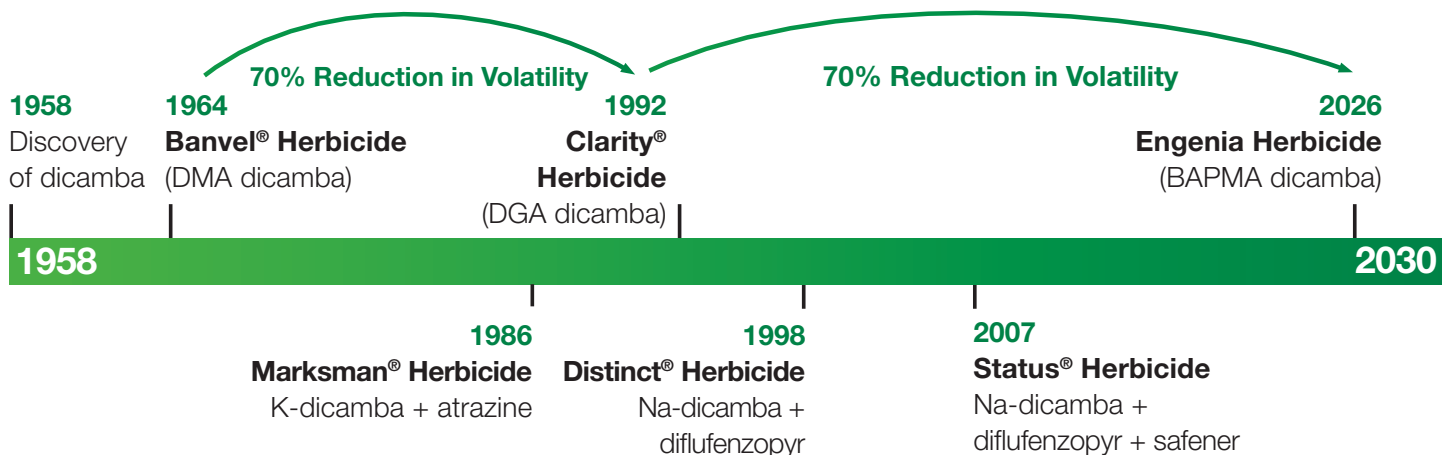 70% Reduction in Volatility
70% Reduction in Volatility
1958
Discovery
of dicamba
1964
Banvel® Herbicide
(DMA dicamba)
1992
Clarity®
Herbicide
(DGA dicamba)
2026
Engenia Herbicide
(BAPMA dicamba)
1958
2030
1986
Marksman® Herbicide
K-dicamba + atrazine
1998
Distinct® Herbicide
Na-dicamba +
diflufenzopyr
2007
Status® Herbicide
Na-dicamba +
diflufenzopyr + safener